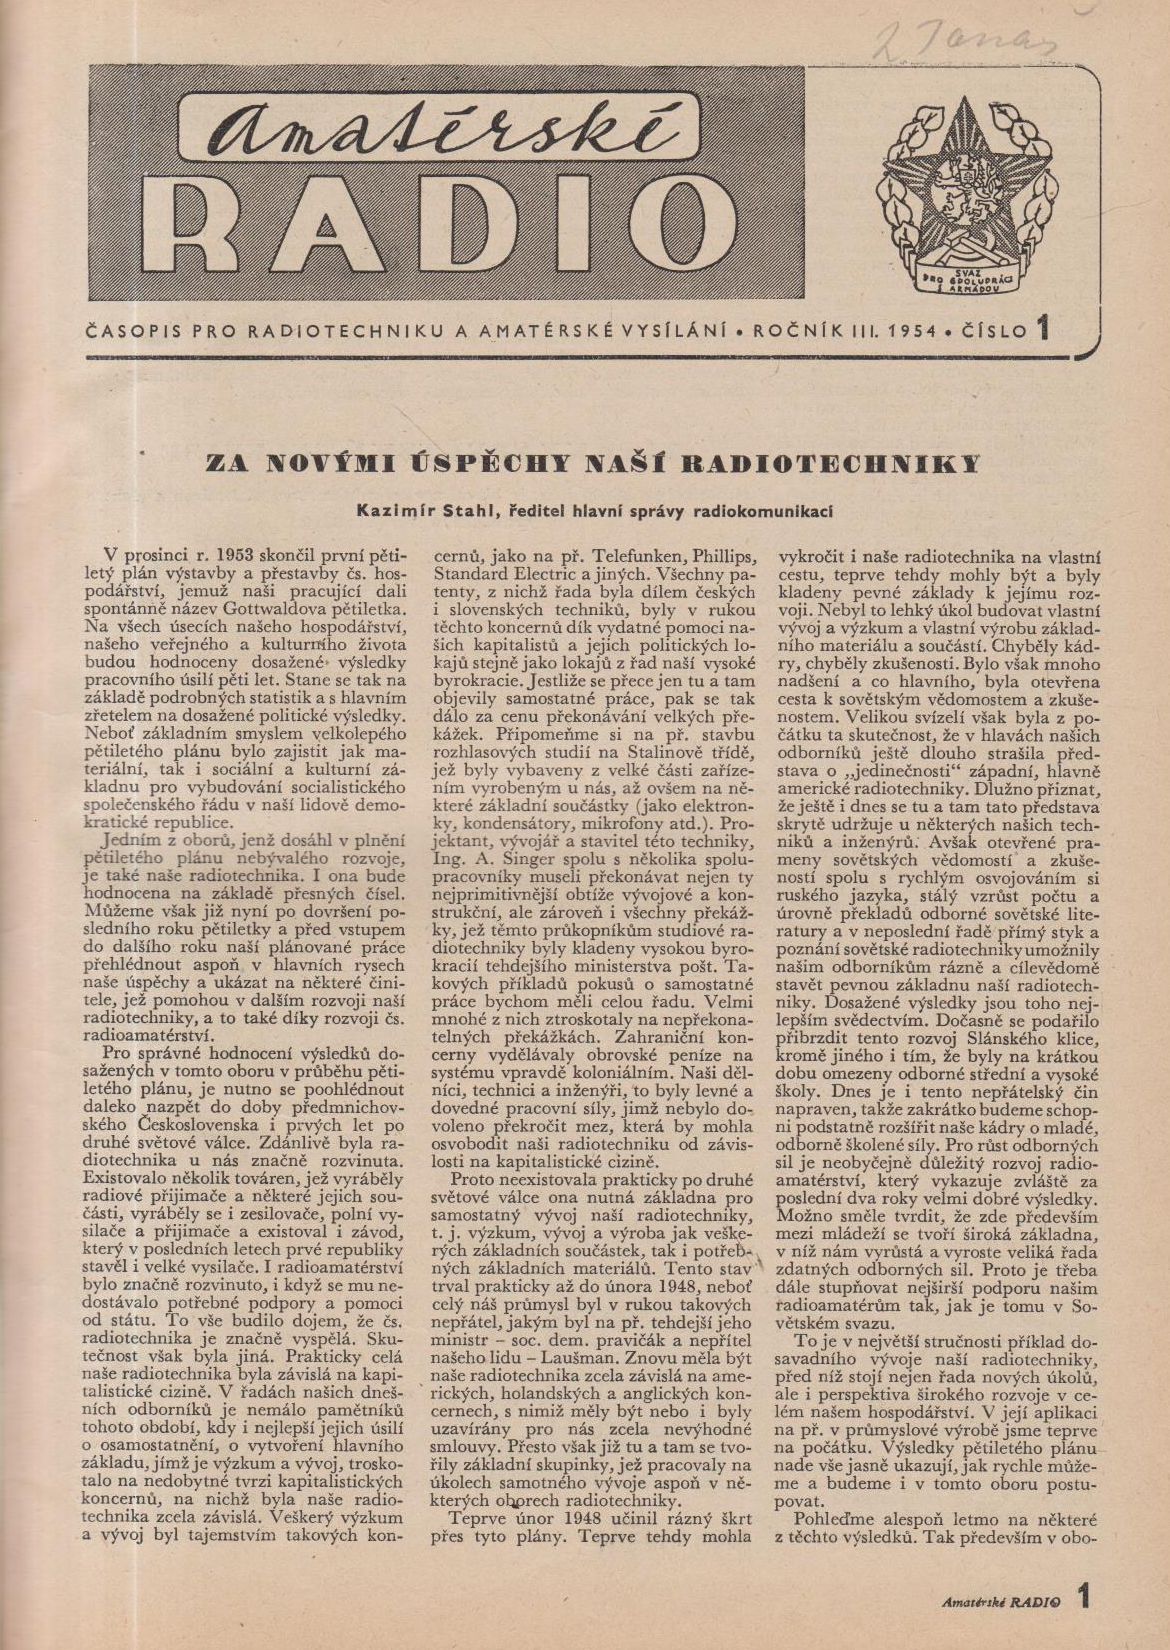 Amatérské
RADIO
SVAZ
PRO SPOLUPRÁCI
S ARMÁDOU
ČASOPIS PRO RADIOTECHNIKU A AMATÉRSKÉ VYSÍLÁNÍ • ROČNÍK III. 1954 • ČÍSLO 1
ZA NOVÝMI ÚSPĚCHY NAŠÍ RADIOTECHNIKY
Kazimír Stahl, ředitel hlavní správy radiokomunikací
V prosinci r. 1953 skončil první pěti-
letý plán výstavby a přestavby čs. hos-
podářství, jemuž naši pracující dali
spontánně název Gottwaldova pětiletka.
Na všech úsecích našeho hospodářství,
našeho veřejného a kulturního života
budou hodnoceny dosažené výsledky
pracovního úsilí pěti let. Stane se tak na
základě podrobných statistik a s hlavním
zřetelem na dosažené politické výsledky.
Neboť základním smyslem velkolepého
pětiletého plánu bylo zajistit jak ma-
teriální, tak i sociální a kulturní zá-
kladnu pro vybudování socialistického
společenského řádu v naší lidově demo-
kratické republice.
Jedním z oborů, jenž dosáhl v plnění
pětiletého plánu nebývalého rozvoje,
je také naše radiotechnika. I ona bude
hodnocena na základě přesných čísel.
Můžeme však již nyní po dovršení po-
sledního roku pětiletky a před vstupem
do dalšího roku naší plánované práce
přehlédnout aspoň v hlavních rysech
naše úspěchy a ukázat na některé čini-
tele, jež pomohou v dalším rozvoji naší
radiotechniky, a to také díky rozvoji čs.
radioamatérství.
Pro správné hodnocení výsledků do-
sažených v tomto oboru v průběhu pěti-
letého plánu, je nutno se poohlédnout
daleko nazpět do doby předmnichov-
ského Československa i prvých let po
druhé světové válce. Zdánlivě byla ra-
diotechnika u nás značně rozvinuta.
Existovalo několik továren, jež vyráběly
radiové přijimače a některé jejich sou-
části, vyráběly se i zesilovače, polní vy-
silače a přijimače a existoval i závod,
který v posledních letech prvé republiky
stavěl i velké vysilače. I radioamatérství
bylo značně rozvinuto, i když se mu ne-
dostávalo potřebné podpory a pomoci
od státu. To vše budilo dojem, že čs.
radiotechnika je značně vyspělá. Sku-
tečnost však byla jiná. Prakticky celá
naše radiotechnika byla závislá na kapi-
talistické cizině. V řadách našich dneš-
ních odborníků je nemálo pamětníků
tohoto období, kdy i nejlepší jejich úsilí
o osamostatnění, o vytvoření hlavního
základu, jímž je výzkum a vývoj, trosko-
talo na nedobytné tvrzi kapitalistických
koncernů, na nichž byla naše radio-
technika zcela závislá. Veškerý výzkum
a vývoj byl tajemstvím takových kon-
cernů, jako na př. Telefunken, Phillips,
Standard Electric a jiných. Všechny pa-
tenty, z nichž řada byla dílem českých
i slovenských techniků, byly v rukou
těchto koncernů dík vydatné pomoci na-
šich kapitalistů a jejich politických lo-
kajů stejně jako lokajů z řad naší vysoké
byrokracie. Jestliže se přece jen tu a tam
objevily samostatné práce, pak se tak
dálo za cenu překonávání velkých pře-
kážek. Připomeňme si na př. stavbu
rozhlasových studií na Stalinově třídě,
jež byly vybaveny z velké části zaříze-
ním vyrobeným u nás, až ovšem na ně-
které základní součástky (jako elektron-
ky, kondensátory, mikrofony atd.). Pro-
jektant, vývojář a stavitel této techniky,
Ing. A. Singer spolu s několika spolu-
pracovníky museli překonávat nejen ty
nejprimitivnější obtíže vývojové a kon-
strukční, ale zároveň i všechny překáž-
ky, jež těmto průkopníkům studiové ra-
diotechniky byly kladeny vysokou byro-
kracií tehdejšího ministerstva pošt. Ta-
kových příkladů pokusů o samostatné
práce bychom měli celou řadu. Velmi
mnohé z nich ztroskotaly na nepřekona-
telných překážkách. Zahraniční kon-
cerny vydělávaly obrovské peníze na
systému vpravdě koloniálním. Naši děl-
níci, technici a inženýři, to byly levné a
dovedné pracovní síly, jimž nebylo do-
voleno překročit mez, která by mohla
osvobodit naši radiotechniku od závis-
losti na kapitalistické cizině.
Proto neexistovala prakticky po druhé
světové válce ona nutná základna pro
samostatný vývoj naší radiotechniky,
t. j. výzkum, vývoj a výroba jak veške-
rých základních součástek, tak i potřeb-
ných základních materiálů. Tento stav
trval prakticky až do února 1948, neboť
celý náš průmysl byl v rukou takových
nepřátel, jakým byl na př. tehdejší jeho
ministr – soc. dem. pravičák a nepřítel
našeho lidu – Laušman. Znovu měla být
naše radiotechnika zcela závislá na ame-
rických, holandských a anglických kon-
cernech, s nimiž měly být nebo i byly
uzavírány pro nás zcela nevýhodné
smlouvy. Přesto však již tu a tam se tvo-
řily základní skupinky, jež pracovaly na
úkolech samotného vývoje aspoň v ně-
kterých oborech radiotechniky.
Teprve únor 1948 učinil rázný škrt
přes tyto plány. Teprve tehdy mohla
vykročit i naše radiotechnika na vlastní
cestu, teprve tehdy mohly být a byly
kladeny pevné základy k jejímu roz-
voji. Nebyl to lehký úkol budovat vlastní
vývoj a výzkum a vlastní výrobu základ-
ního materiálu a součástí. Chyběly kád-
ry, chyběly zkušenosti. Bylo však mnoho
nadšení a co hlavního, byla otevřena
cesta k sovětským vědomostem a zkuše-
nostem. Velikou svízelí však byla z po-
čátku ta skutečnost, že v hlavách našich
odborníků ještě dlouho strašila před-
stava o „jedinečnosti“ západní, hlavně
americké radiotechniky. Dlužno přiznat,
že ještě i dnes se tu a tam tato představa
skrytě udržuje u některých našich tech-
niků a inženýrů. Avšak otevřené pra-
meny sovětských vědomostí a zkuše-
ností spolu s rychlým osvojováním si
ruského jazyka, stálý vzrůst počtu a
úrovně překladů odborné sovětské lite-
ratury a v neposlední řadě přímý styk a
poznání sovětské radiotechniky umožnily
našim odborníkům rázně a cílevědomě
stavět pevnou základnu naší radiotech-
niky. Dosažené výsledky jsou toho nej-
lepším svědectvím. Dočasně se podařilo
přibrzdit tento rozvoj Slánského klice,
kromě jiného i tím, že byly na krátkou
dobu omezeny odborné střední a vysoké
školy. Dnes je i tento nepřátelský čin
napraven, takže zakrátko budeme schop-
ni podstatně rozšířit naše kádry o mladé,
odborně školené síly. Pro růst odborných
sil je neobyčejně důležitý rozvoj radio-
amatérství, který vykazuje zvláště za
poslední dva roky velmi dobré výsledky.
Možno směle tvrdit, že zde především
mezi mládeží se tvoří široká základna,
v níž nám vyrůstá a vyroste veliká řada
zdatných odborných sil. Proto je třeba
dále stupňovat nejširší podporu našim
radioamatérům tak, jak je tomu v So-
větském svazu.
To je v největší stručnosti příklad do-
savadního vývoje naší radiotechniky,
před níž stojí nejen řada nových úkolů,
ale i perspektiva širokého rozvoje v ce-
lém našem hospodářství. V její aplikaci
na př. v průmyslové výrobě jsme teprve
na počátku. Výsledky pětiletého plánu
nade vše jasně ukazují, jak rychle může-
me a budeme i v tomto oboru postu-
povat.
Pohleďme alespoň letmo na některé
z těchto výsledků. Tak především v obo-
Amatérské RADIO 1